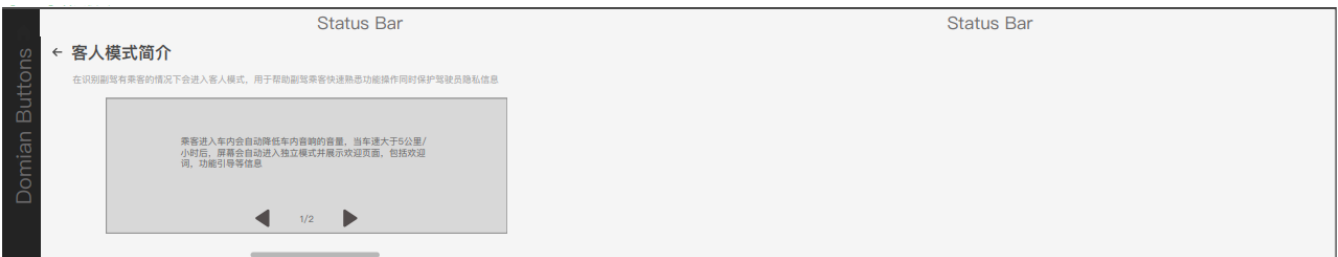 Status Bar
Status Bar
Domian Buttons
← 客人模式简介
在识别副驾有乘客的情况下会进入客人模式，用于帮助副驾乘客快速熟悉功能操作同时保护驾驶员隐私信息
乘客进入车内会自动降低车内音响的音量，当车速大于5公里/
小时后，屏幕会自动进入独立模式并展示欢迎页面，包括欢迎
词，功能引导等信息
1/2